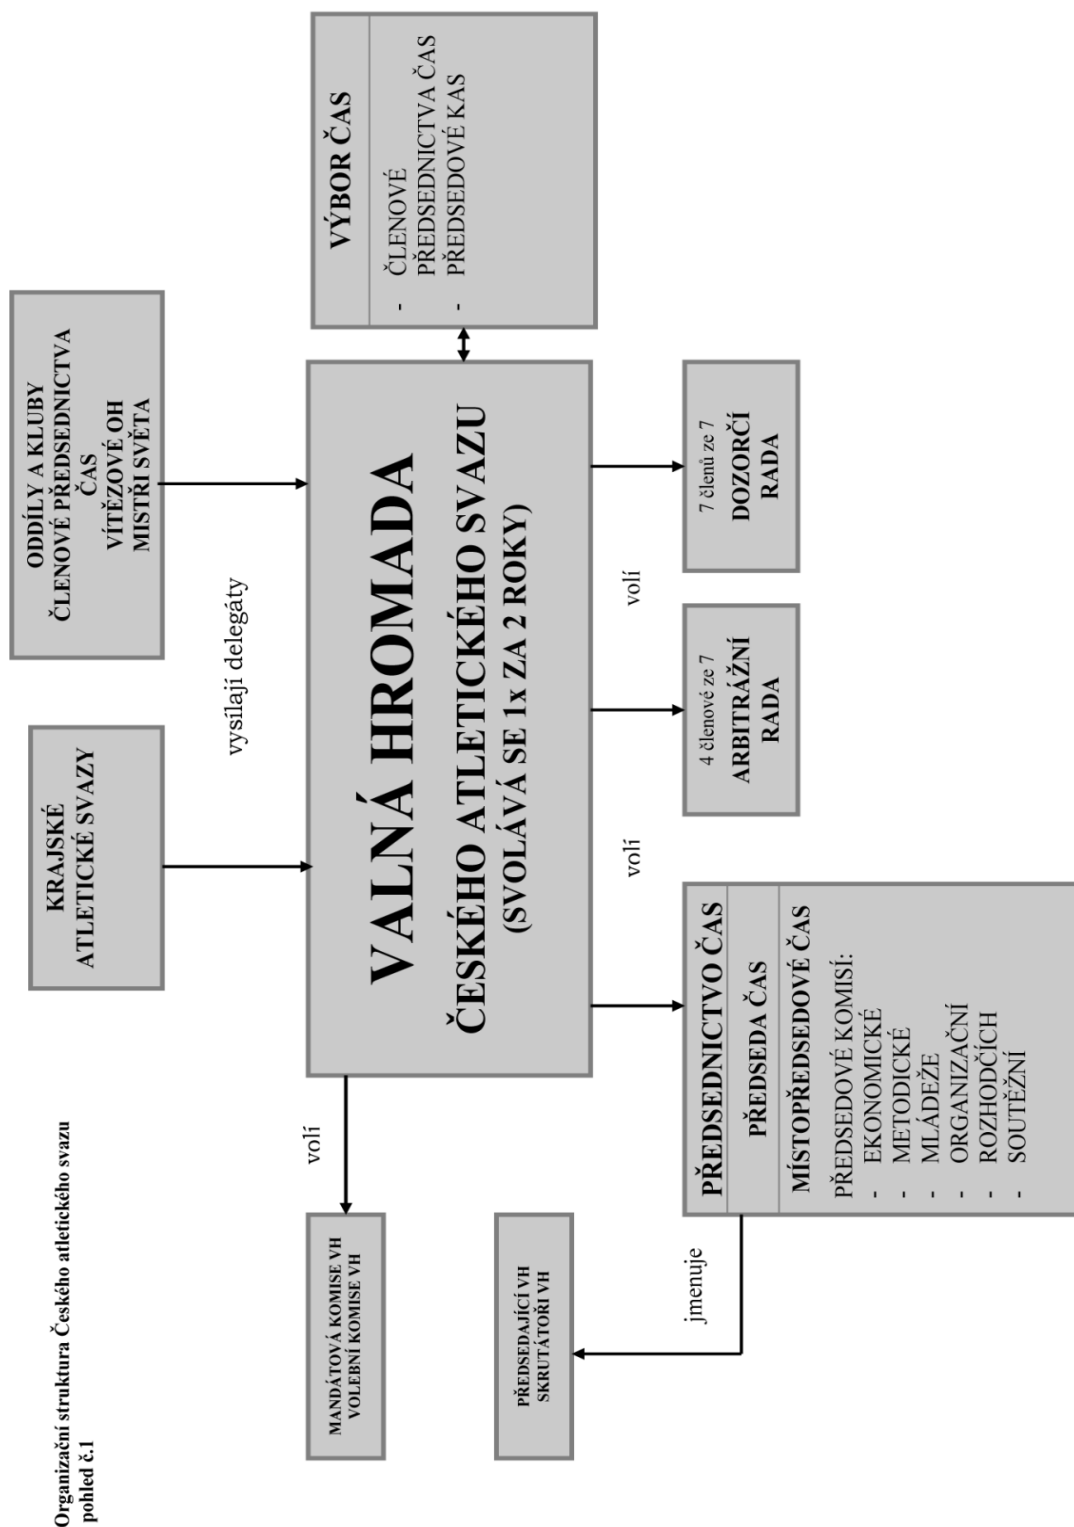 Organizační struktura Českého atletického svazu
pohled č.1
KRAJSKÉ
ATLETICKÉ SVAZY
ODDÍLY A KLUBY
ČLENOVÉ PŘEDSEDNICTVA
ČAS
VÍTĚZOVÉ OH
MISTŘI SVĚTA
vysílají delegáty
MANDÁTOVÁ KOMISE VH
VOLEBNÍ KOMISE VH
volí
VALNÁ HROMADA
ČESKÉHO ATLETICKÉHO SVAZU
(SVOLÁVÁ SE 1x ZA 2 ROKY)
VÝBOR ČAS
- ČLENOVÉ
PŘEDSEDNICTVA ČAS
- PŘEDSEDOVÉ KAS
PŘEDSEDAJÍCÍ VH
SKRUTÁTOŘI VH
volí
volí
jmenuje
PŘEDSEDNICTVO ČAS
PŘEDSEDA ČAS
MÍSTOPŘEDSEDOVÉ ČAS
PŘEDSEDOVÉ KOMISÍ:
- EKONOMICKÉ
- METODICKÉ
- MLÁDEŽE
- ORGANIZAČNÍ
- ROZHODČÍCH
- SOUTĚŽNÍ
4 členové ze 7
ARBITRÁŽNÍ
RADA
7 členů ze 7
DOZORČÍ
RADA